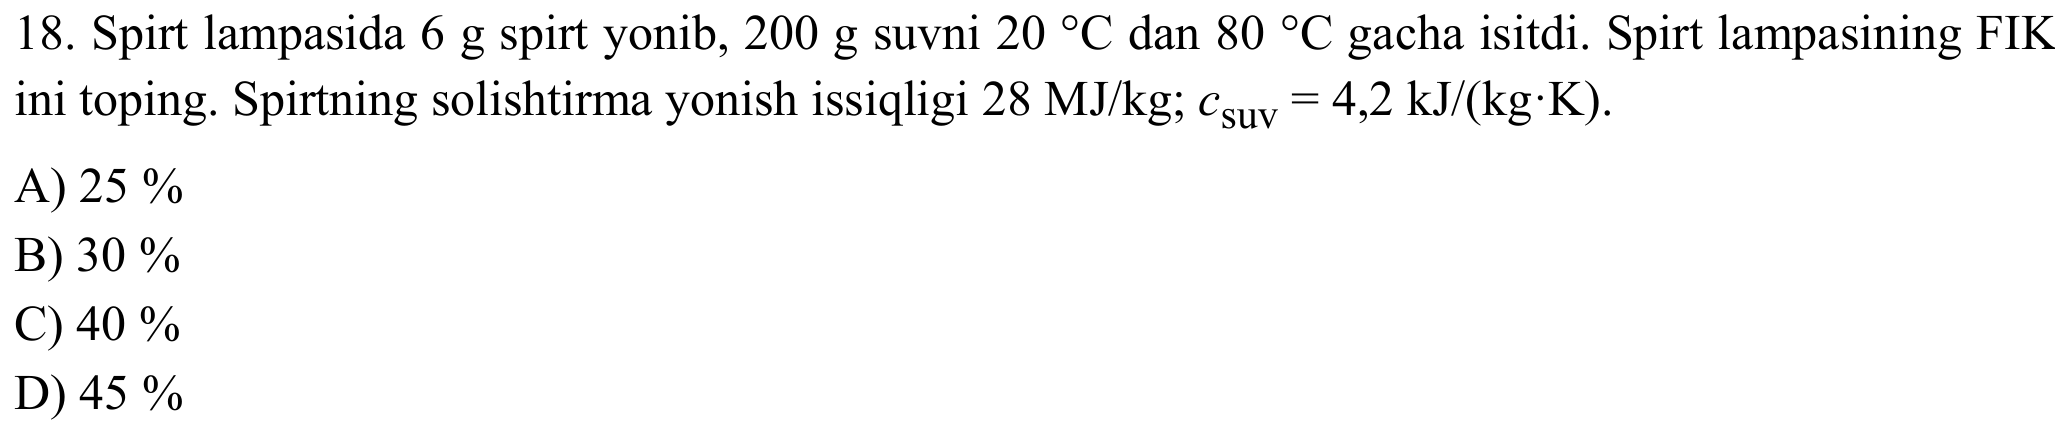 18. Spirt lampasida 6 g spirt yonib, 200 g suvni 20 °C dan 80 °C gacha isitdi. Spirt lampasining FIK
ini toping. Spirtning solishtirma yonish issiqligi 28 MJ/kg; c_suv = 4,2 kJ/(kg·K).
A) 25 %
B) 30 %
C) 40 %
D) 45 %